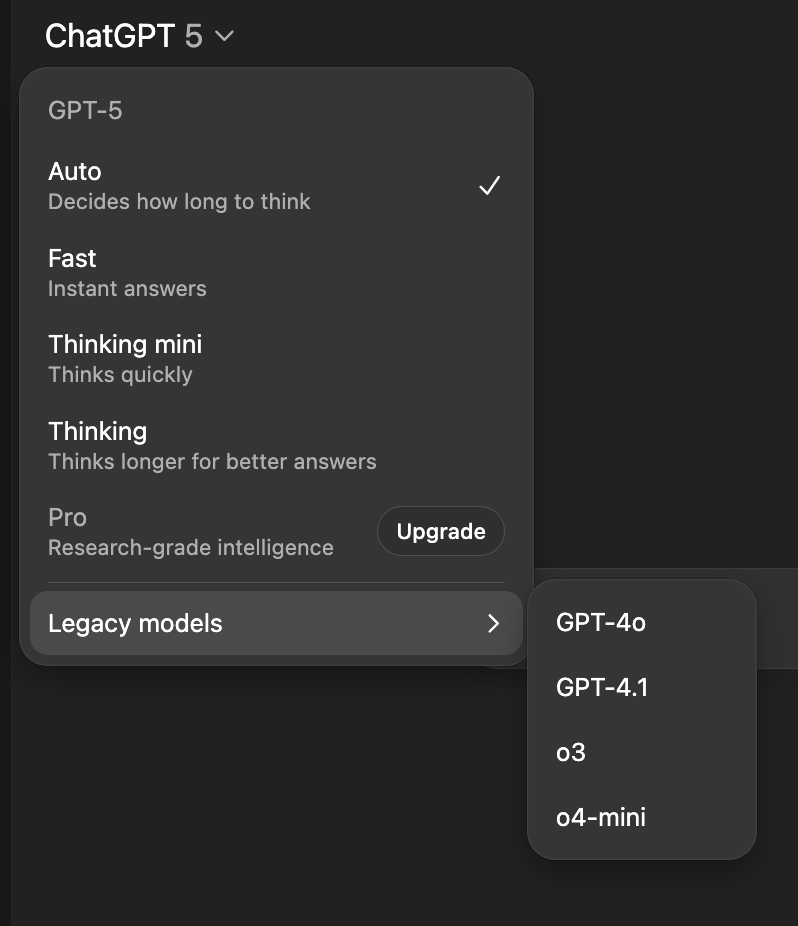 ChatGPT 5
GPT-5
Auto
Decides how long to think
Fast
Instant answers
Thinking mini
Thinks quickly
Thinking
Thinks longer for better answers
Pro
Research-grade intelligence
Upgrade
Legacy models
GPT-4o
GPT-4.1
o3
o4-mini